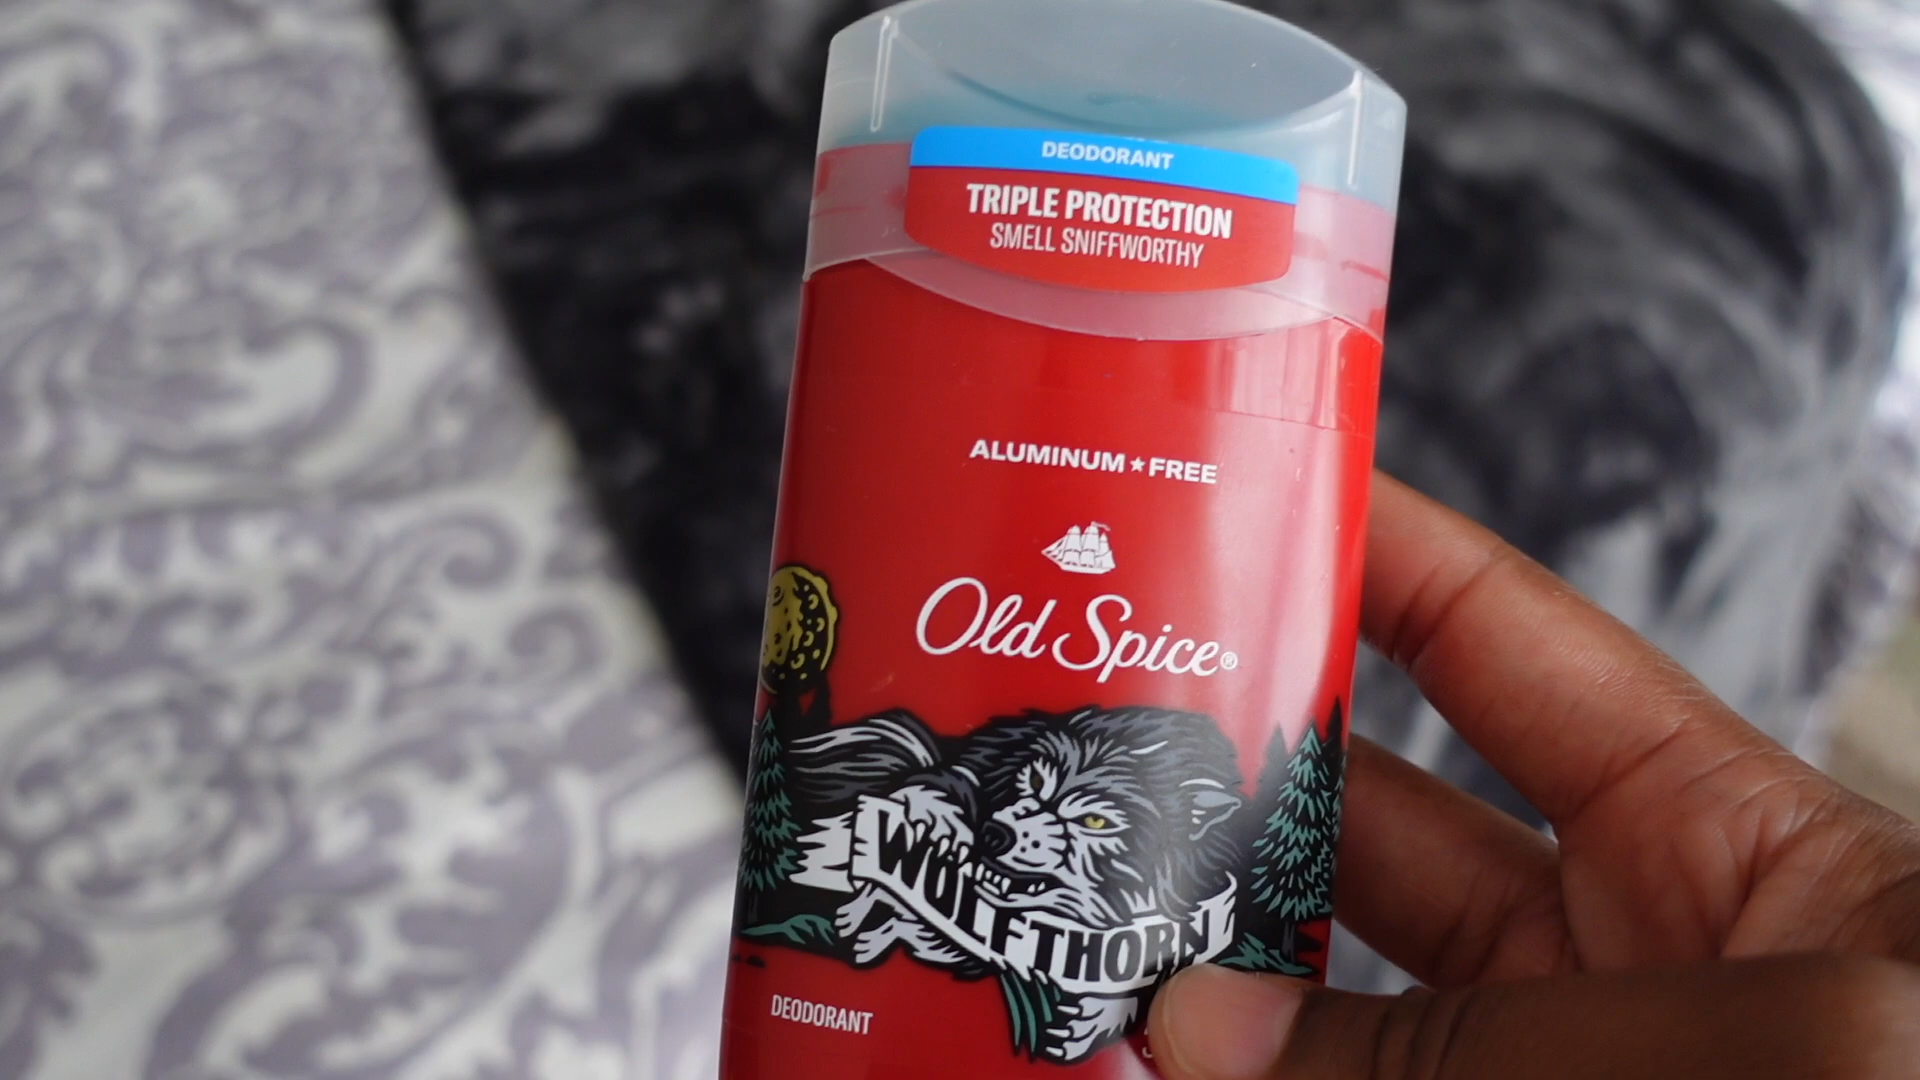 DEODORANT
TRIPLE PROTECTION
SMELL SNIFFWORTHY
ALUMINUM★FREE
Old Spice®
WOLFTHORN
DEODORANT